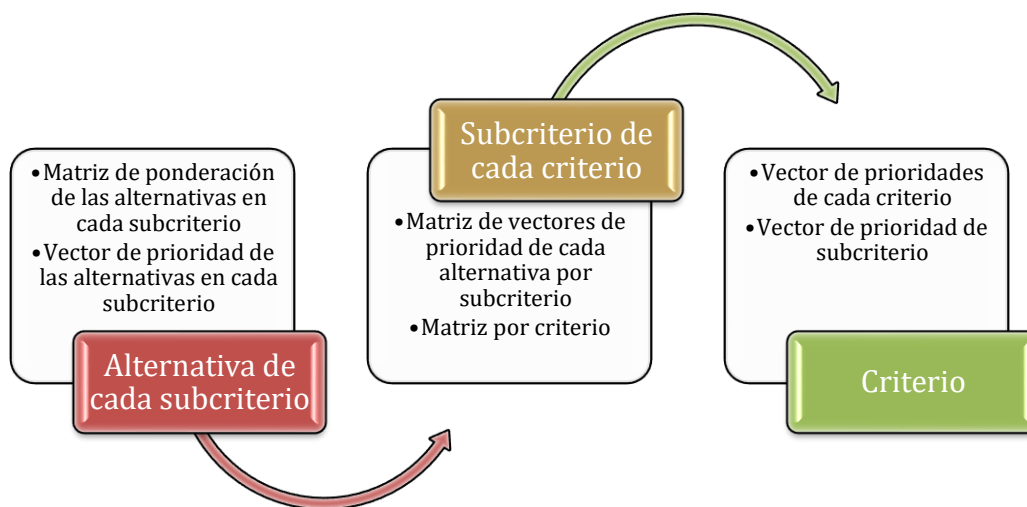 •Matriz de ponderación
de las alternativas en
cada subcriterio
•Vector de prioridad de
las alternativas en cada
subcriterio
Alternativa de
cada subcriterio
Subcriterio de
cada criterio
•Matriz de vectores de
prioridad de cada
alternativa por
subcriterio
•Matriz por criterio
•Vector de prioridades
de cada criterio
•Vector de prioridad de
subcriterio
Criterio